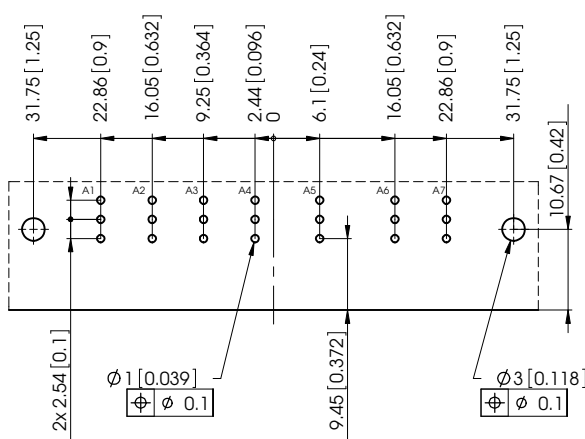 31.75 [1.25]
22.86 [0.9]
16.05 [0.632]
9.25 [0.364]
2.44 [0.096]
0
6.1 [0.24]
16.05 [0.632]
22.86 [0.9]
31.75 [1.25]
10.67 [0.42]
A1
A2
A3
A4
A5
A6
A7
2x 2.54 [0.1]
9.45 [0.372]
Ø1 [0.039]
⌖ Ø 0.1
Ø3 [0.118]
⌖ Ø 0.1